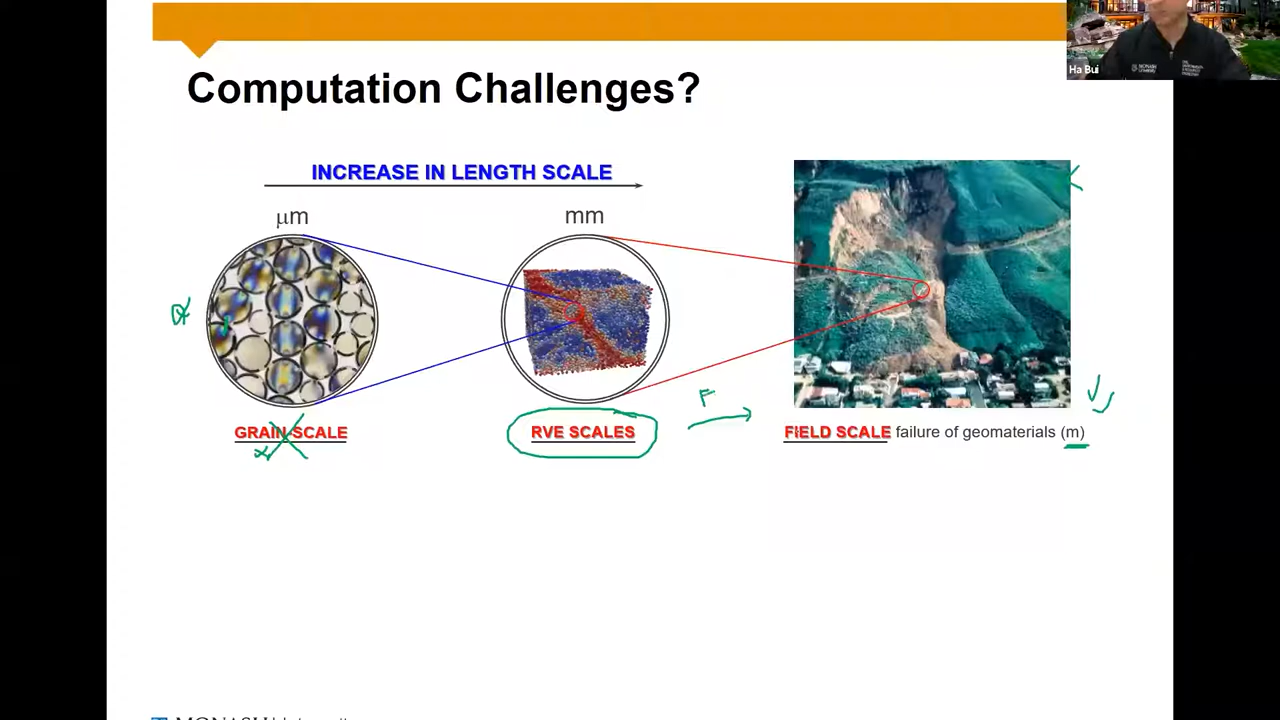 Ha Bui
Computation Challenges?
INCREASE IN LENGTH SCALE
μm
mm
F
GRAIN SCALE
RVE SCALES
FIELD SCALE failure of geomaterials (m)
MONASH